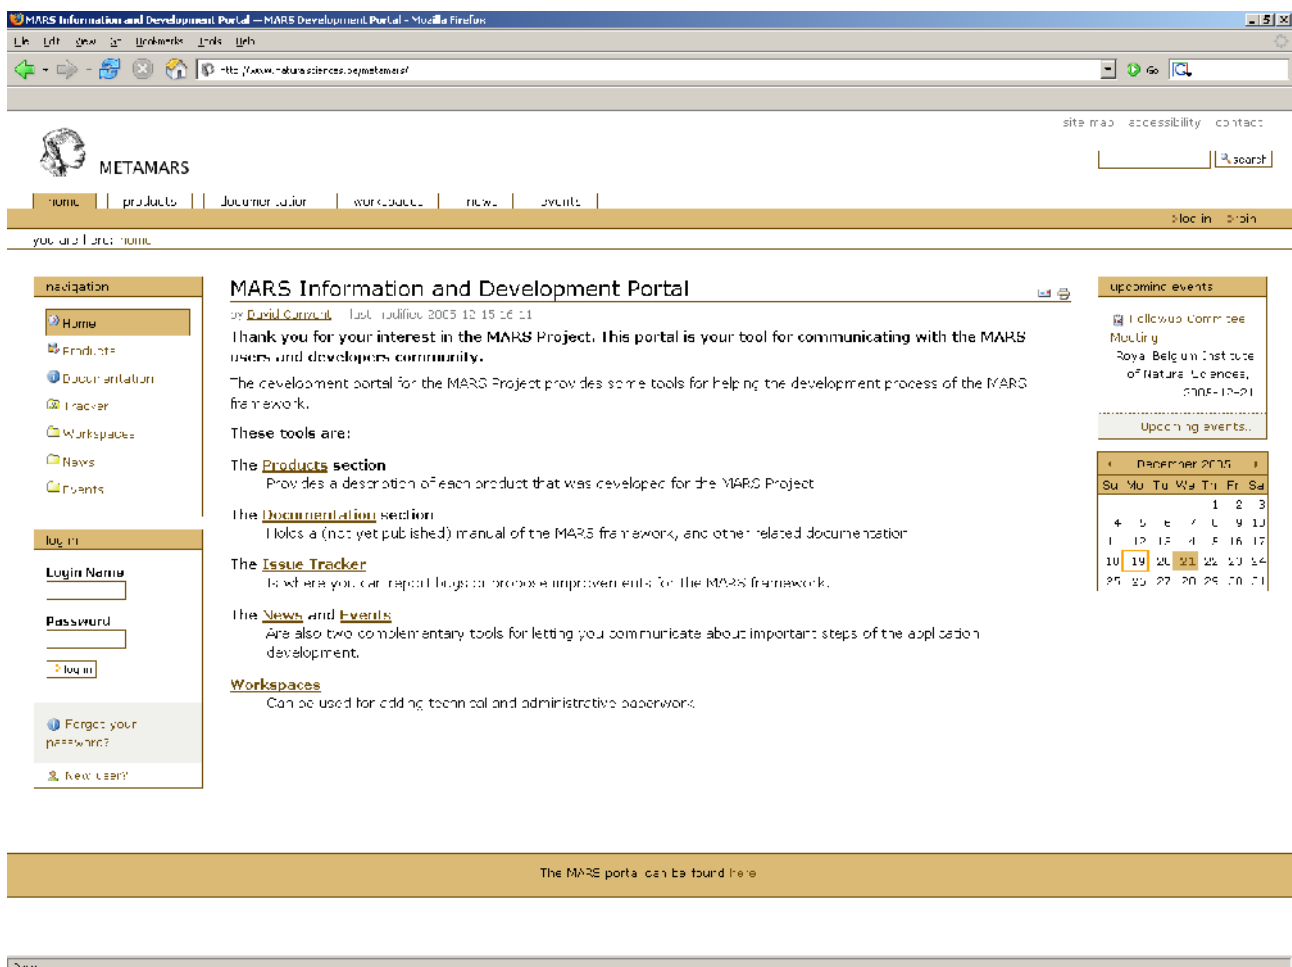 MARS Information and Development Portal — MARS Development Portal - Mozilla Firefox
Go
site map accessibility contact
METAMARS
search
home products documentation workspaces news events
log in join
you are here: home
navigation
Home
Products
Documentation
Tracker
Workspaces
News
Events
log in
Login Name
Password
log in
Forgot your
password?
New user?
MARS Information and Development Portal
by David Convent last modified 2005-12-15 16:11
Thank you for your interest in the MARS Project. This portal is your tool for communicating with the MARS
users and developers community.
The development portal for the MARS Project provides some tools for helping the development process of the MARS
framework.
These tools are:
The Products section
Provides a description of each product that was developed for the MARS Project
The Documentation section
Holds a (not yet published) manual of the MARS framework, and other related documentation
The Issue Tracker
Is where you can report bugs or propose improvements for the MARS framework.
The News and Events
Are also two complementary tools for letting you communicate about important steps of the application
development.
Workspaces
Can be used for adding technical and administrative paperwork
upcoming events
Followup Commitee
Meeting
Royal Belgium Institute
of Natural Sciences,
2005-12-21
Upcoming events...
December 2005
Su Mo Tu We Th Fr Sa
1 2 3
4 5 6 7 8 9 10
11 12 13 14 15 16 17
18 19 20 21 22 23 24
25 26 27 28 29 30 31
The MARS portal can be found here